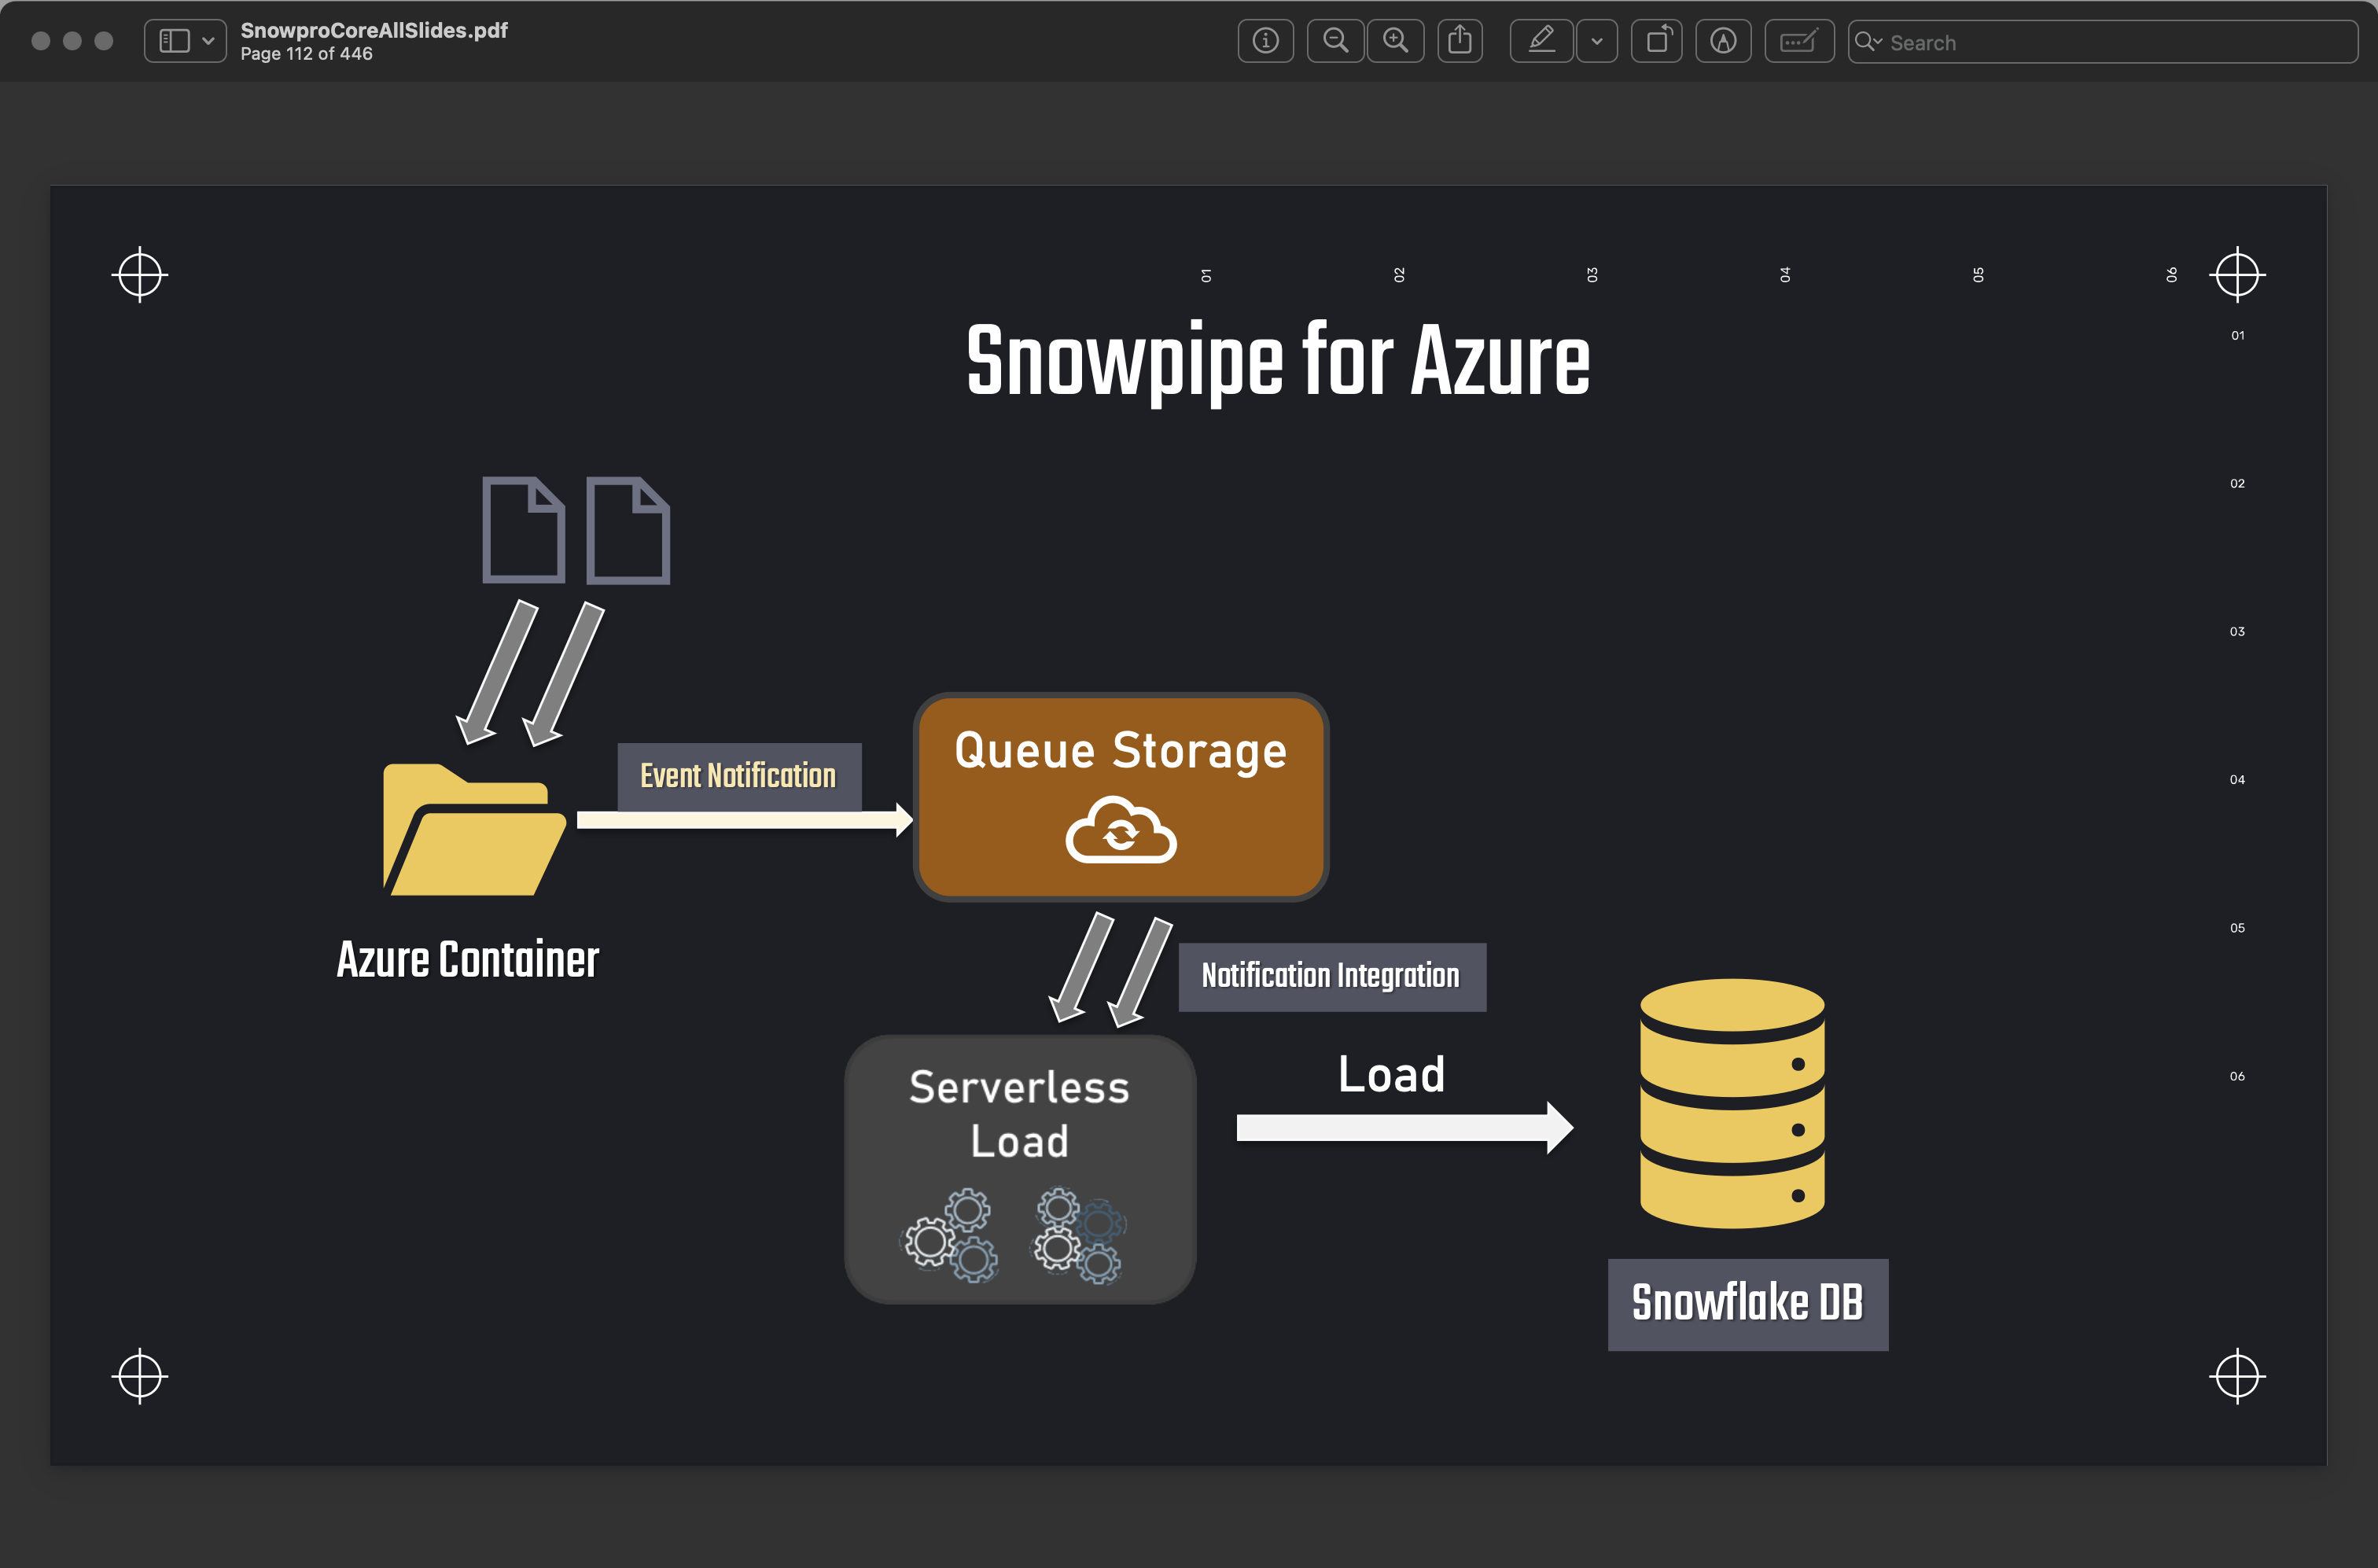 SnowproCoreAllSlides.pdf
Page 112 of 446
Search
01
02
03
04
05
06
Snowpipe for Azure
01
02
03
04
05
06
Event Notification
Queue Storage
Azure Container
Notification Integration
Serverless
Load
Load
Snowflake DB